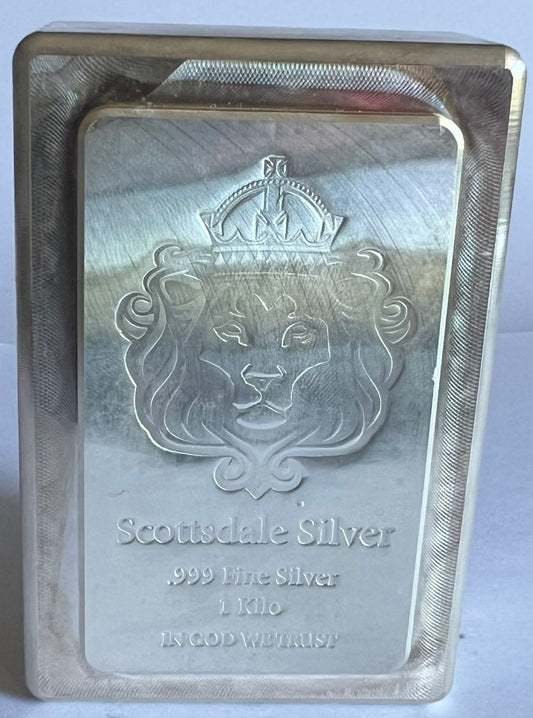 Scottsdale Silver
.999 Fine Silver
1 Kilo
IN GOD WE TRUST